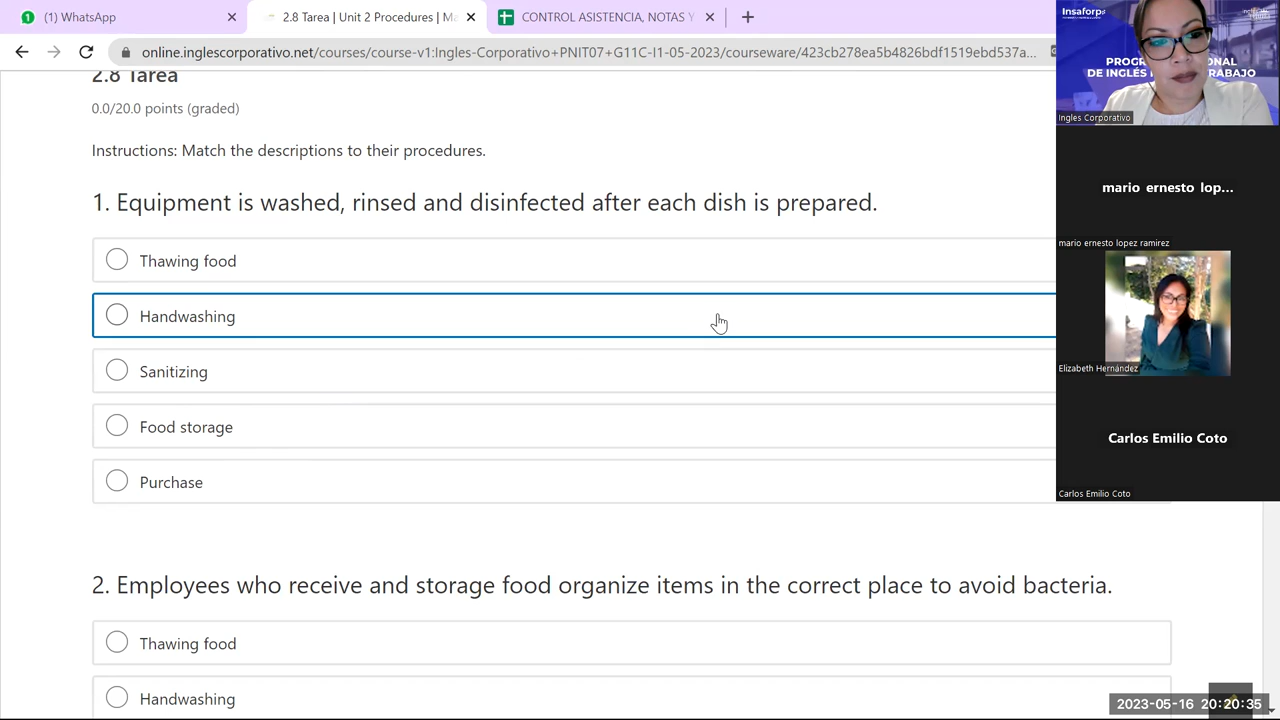 (1) WhatsApp
2.8 Tarea | Unit 2 Procedures | M
online.inglescorporativo.net/courses/course-v1:Ingles-Corporativo+PNIT07+G11C-I1-05-2023/courseware/423cb278ea5b4826bdf1519ebd537a...
2.8 Tarea
0.0/20.0 points (graded)
Instructions: Match the descriptions to their procedures.
1. Equipment is washed, rinsed and disinfected after each dish is prepared.
Thawing food
Handwashing
Sanitizing
Food storage
Purchase
2. Employees who receive and storage food organize items in the correct place to avoid bacteria.
Thawing food
Handwashing
Insaforp
DE INGLÉS
TRABAJO
Ingles Corporativo
mario ernesto lop...
mario ernesto lopez ramirez
Elizabeth Hernández
Carlos Emilio Coto
Carlos Emilio Coto
2023-05-16 20:20:35